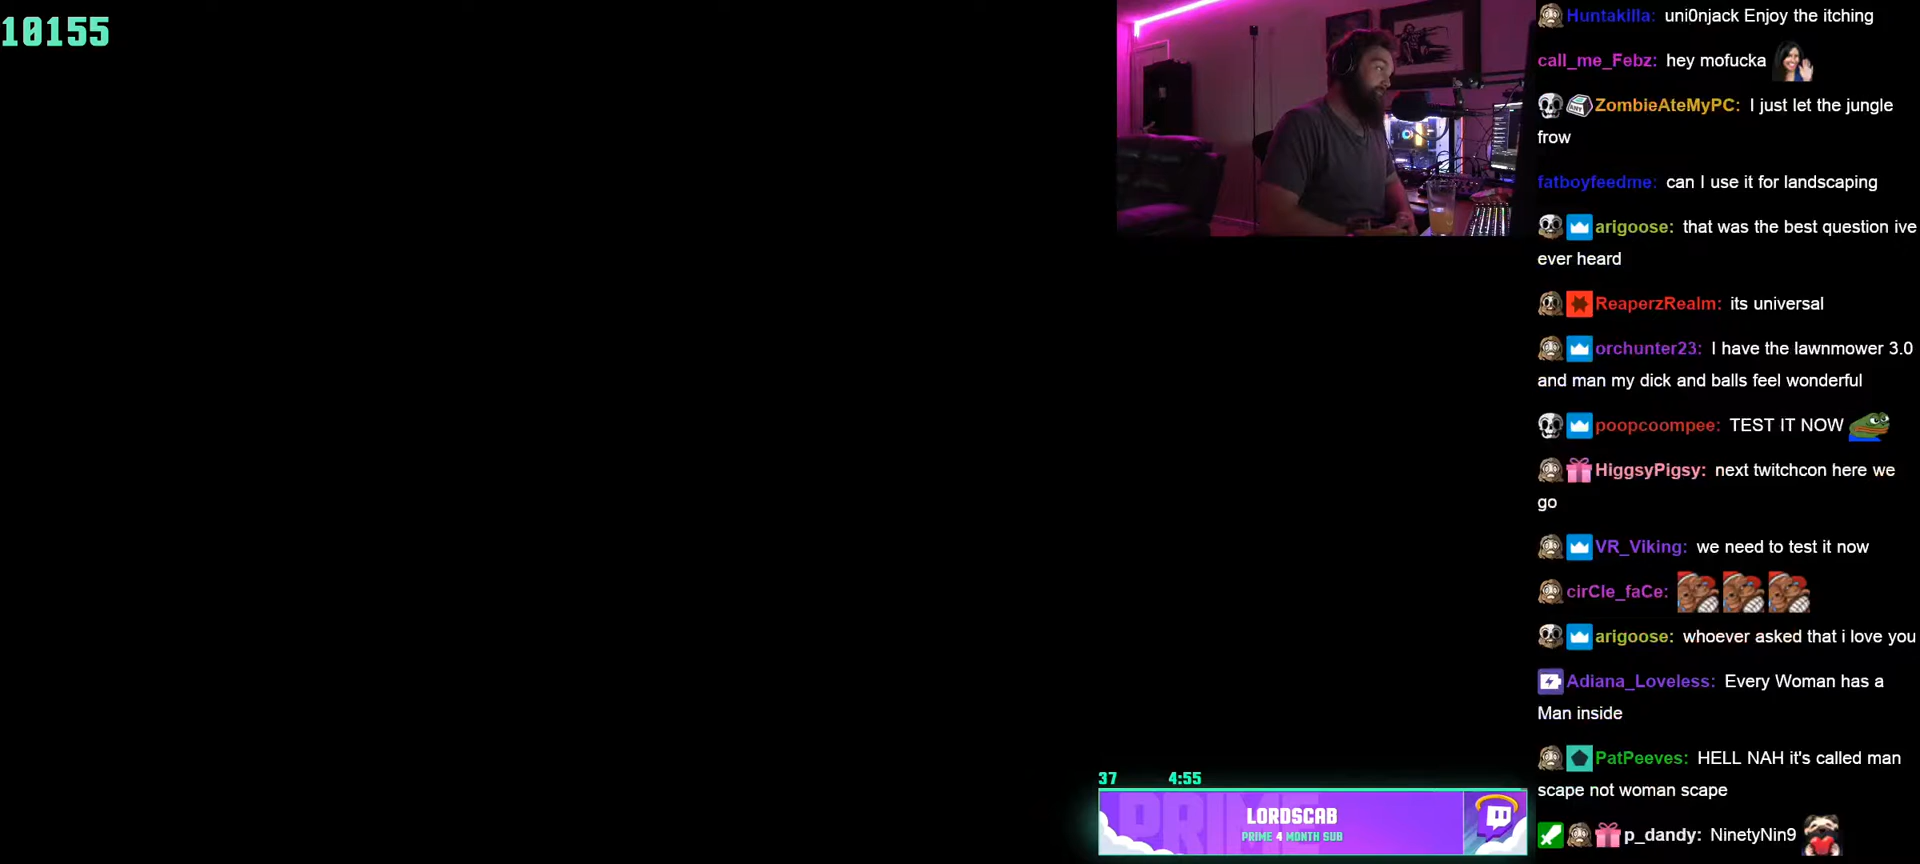 10155
Huntakilla: uni0njack Enjoy the itching
call_me_Febz: hey mofucka
ZombieAteMyPC: I just let the jungle
frow
fatboyfeedme: can I use it for landscaping
arigoose: that was the best question ive
ever heard
ReaperzRealm: its universal
orchunter23: I have the lawnmower 3.0
and man my dick and balls feel wonderful
poopcoompee: TEST IT NOW
HiggsyPigsy: next twitchcon here we
go
VR_Viking: we need to test it now
cirCle_faCe:
arigoose: whoever asked that i love you
Adiana_Loveless: Every Woman has a
Man inside
PatPeeves: HELL NAH it's called man
scape not woman scape
p_dandy: NinetyNin9
37 4:55
PRIME
LORDSCAB
PRIME 4 MONTH SUB